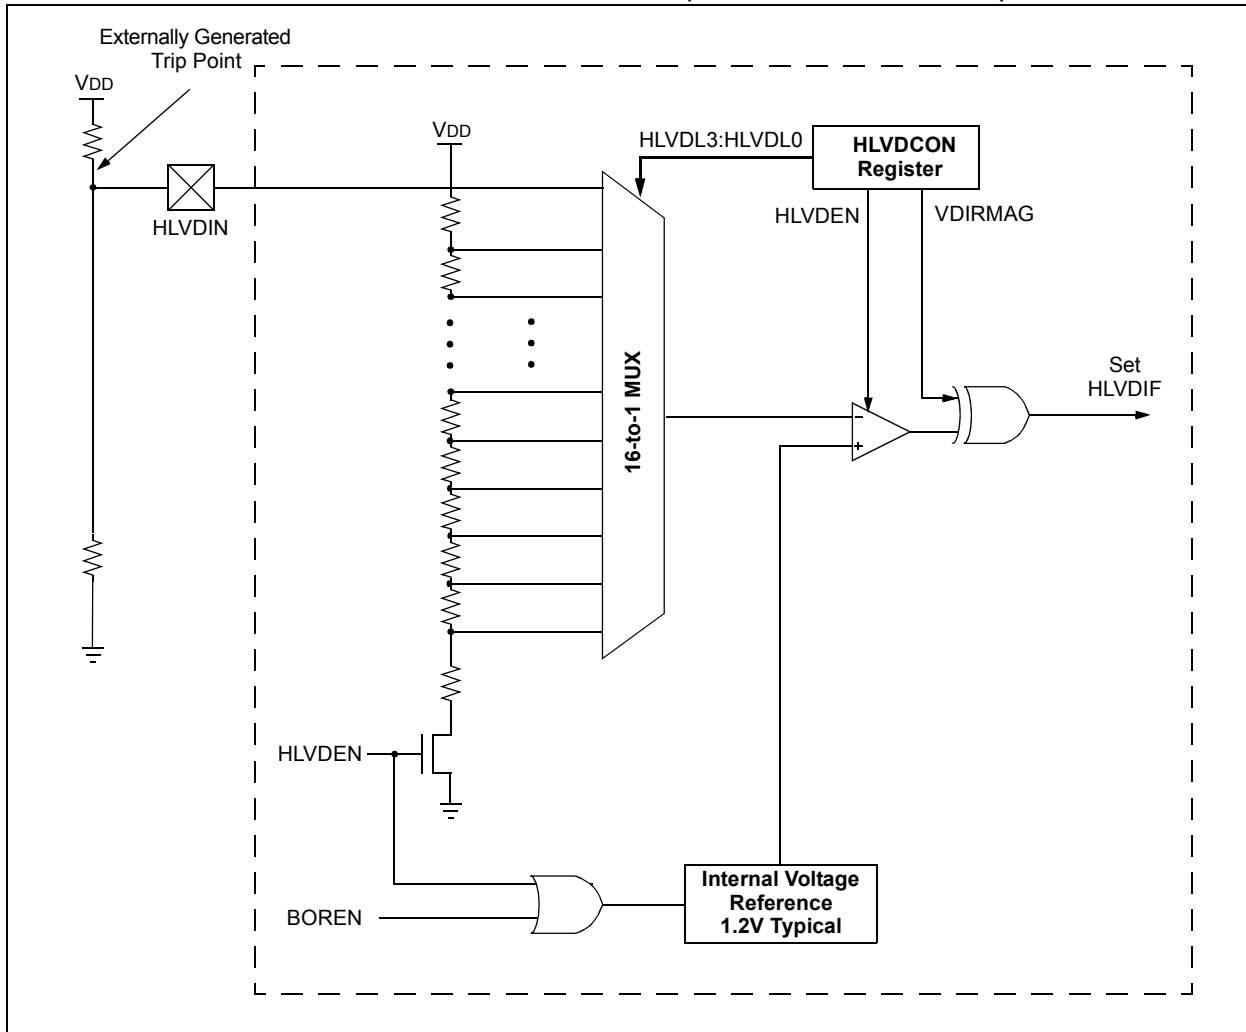 Externally Generated
Trip Point
VDD
VDD
HLVDIN
HLVDL3:HLVDL0
HLVDCON
Register
HLVDEN
VDIRMAG
16-to-1 MUX
–
+
Set
HLVDIF
HLVDEN
BOREN
Internal Voltage
Reference
1.2V Typical